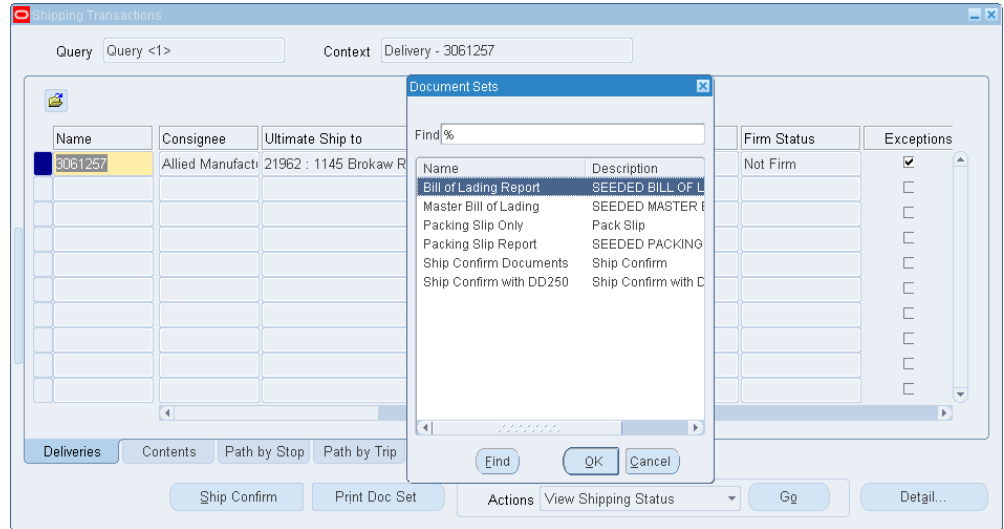 Shipping Transactions
Query Query <1> Context Delivery - 3061257
Document Sets
Find %
Name Consignee Ultimate Ship to Firm Status Exceptions
3061257 Allied Manufactu 21962 : 1145 Brokaw R Not Firm
Name Description
Bill of Lading Report SEEDED BILL OF L
Master Bill of Lading SEEDED MASTER B
Packing Slip Only Pack Slip
Packing Slip Report SEEDED PACKING
Ship Confirm Documents Ship Confirm
Ship Confirm with DD250 Ship Confirm with D
Find OK Cancel
Deliveries Contents Path by Stop Path by Trip
Ship Confirm Print Doc Set Actions View Shipping Status Go Detail...